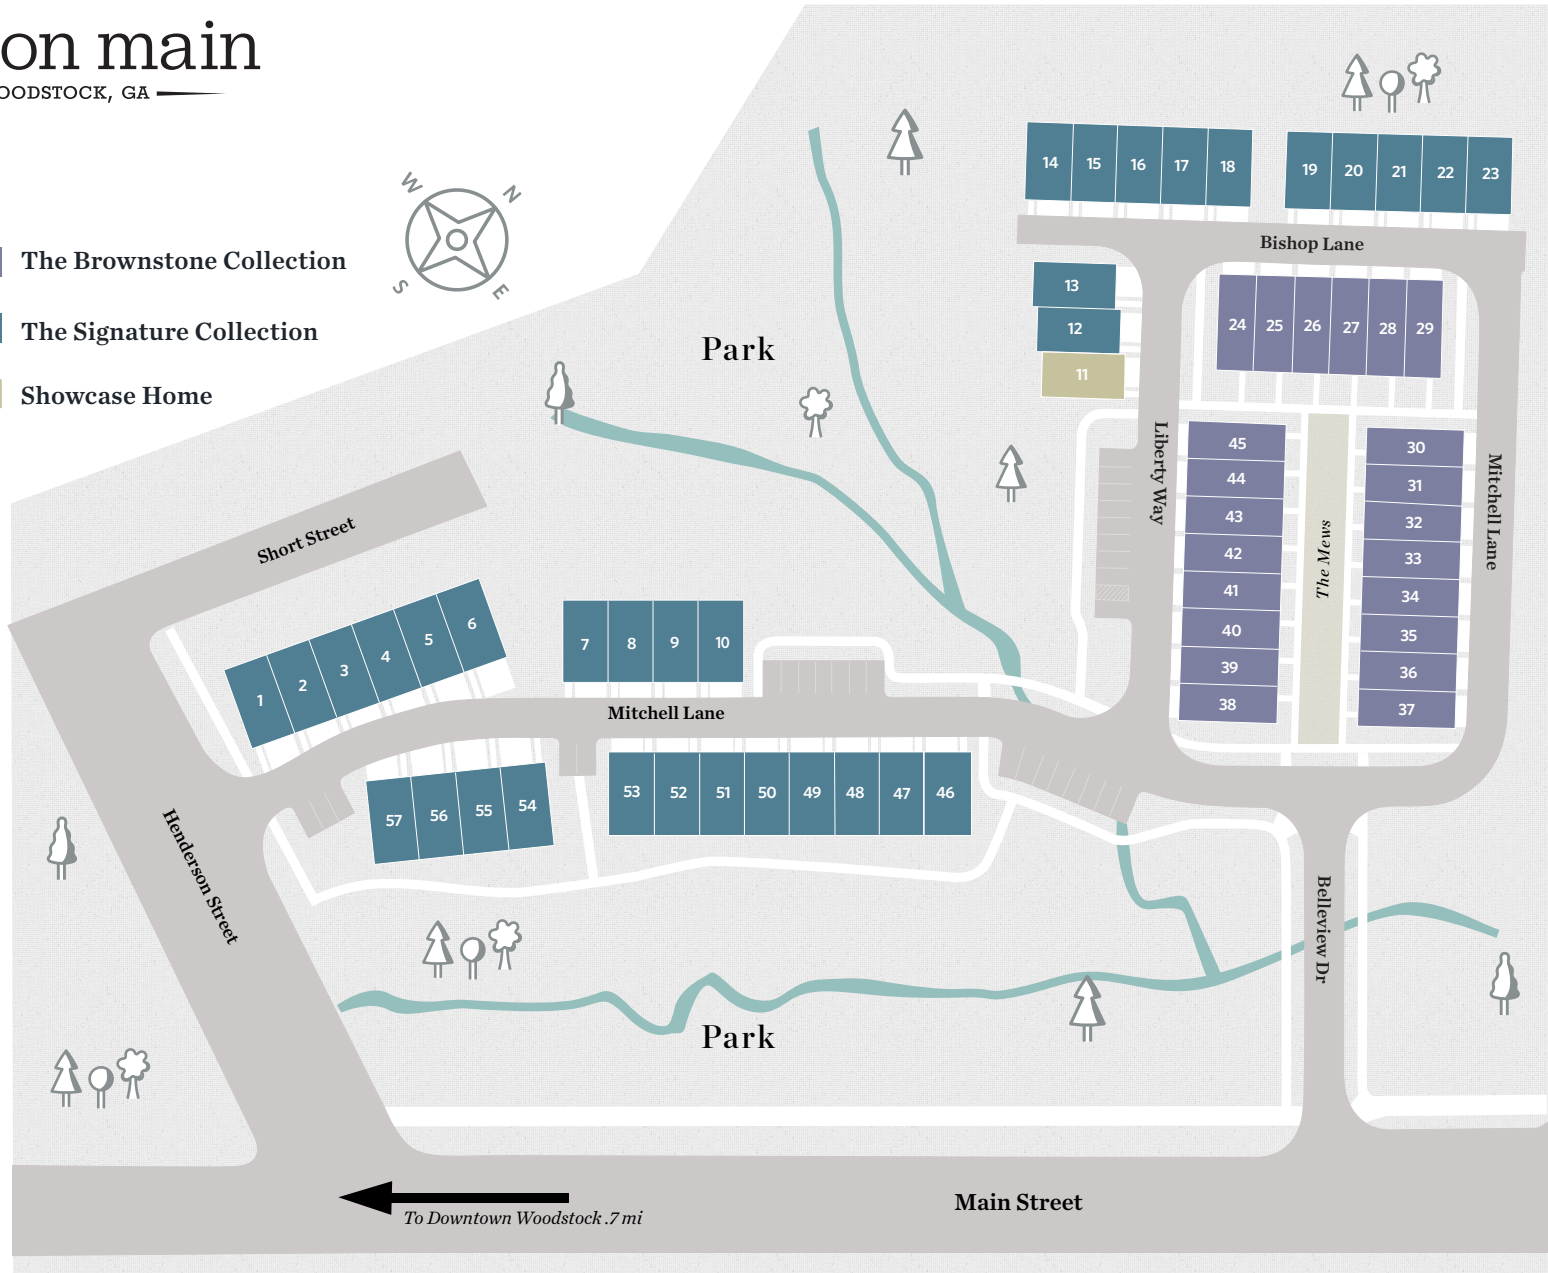 on main
OODSTOCK, GA
W
N
S
E
The Brownstone Collection
The Signature Collection
Showcase Home
Park
14 15 16 17 18
19 20 21 22 23
Bishop Lane
13
12
11
24 25 26 27 28 29
Liberty Way
45
44
43
42
41
40
39
38
The Mews
30
31
32
33
34
35
36
37
Mitchell Lane
Short Street
1 2 3 4 5 6
7 8 9 10
Mitchell Lane
57 56 55 54
53 52 51 50 49 48 47 46
Henderson Street
Belleview Dr
Park
Main Street
To Downtown Woodstock .7 mi